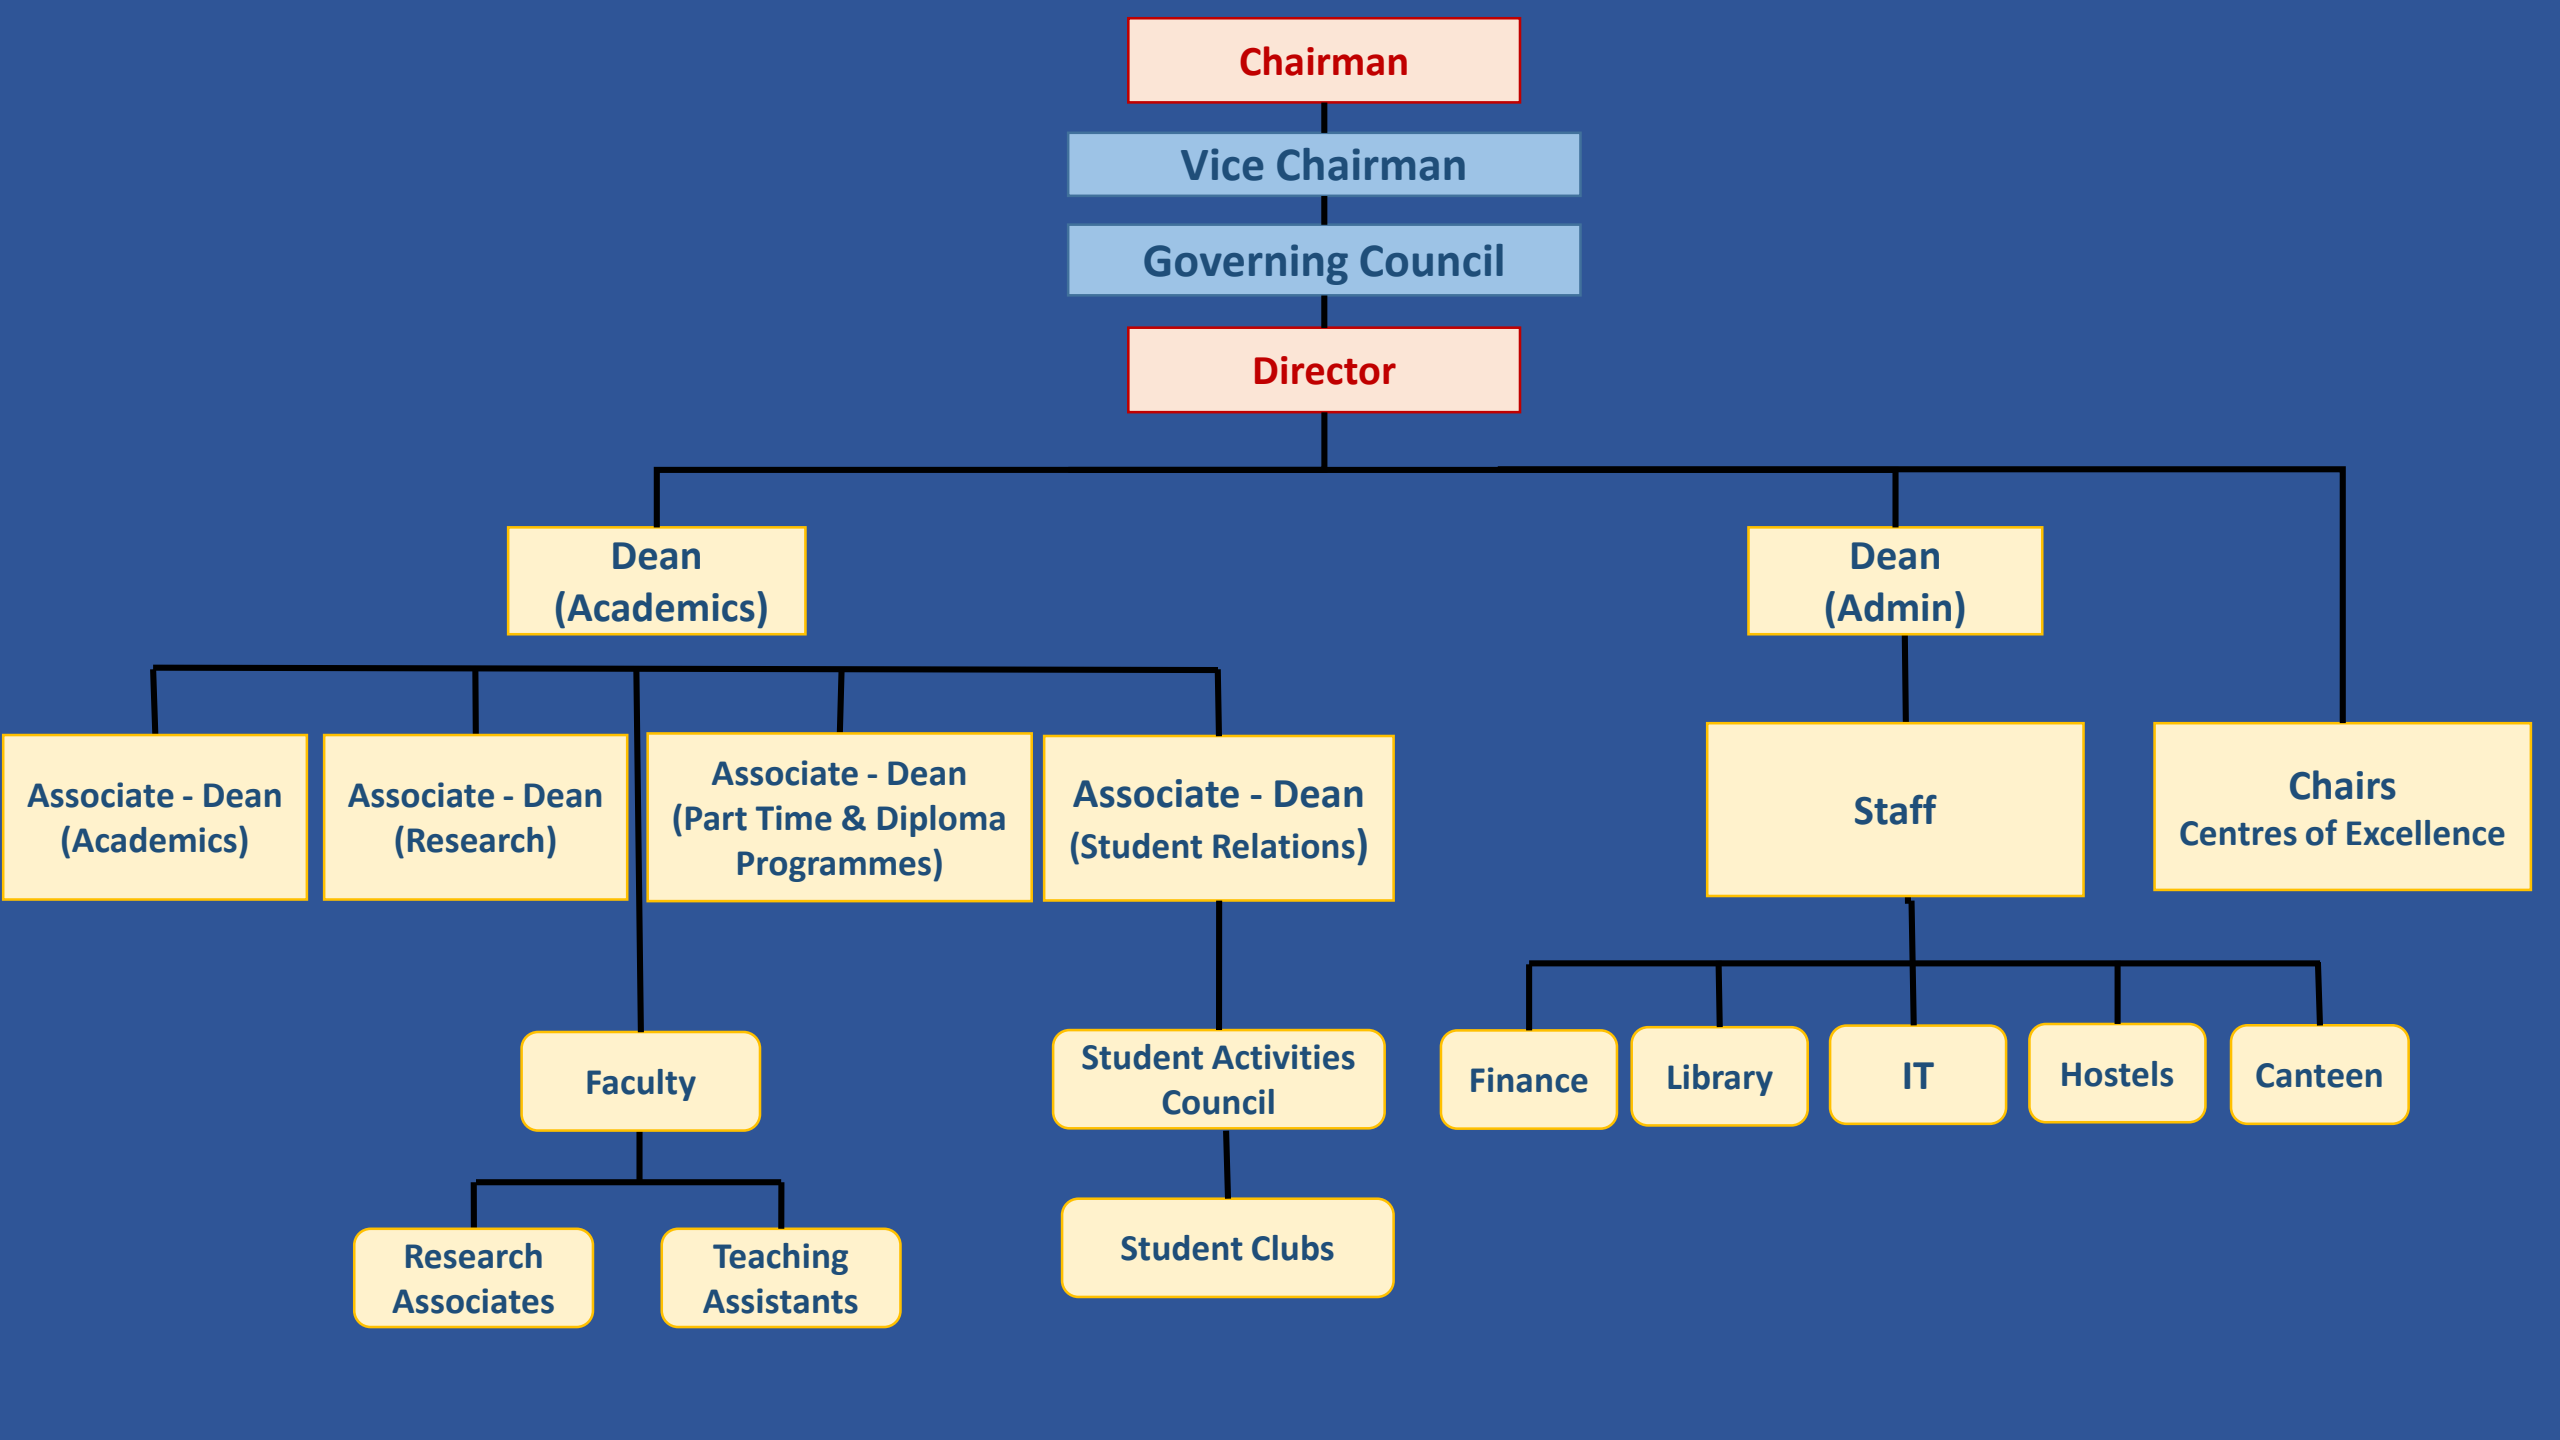 Chairman
Vice Chairman
Governing Council
Director
Dean
(Academics)
Dean
(Admin)
Associate - Dean
(Academics)
Associate - Dean
(Research)
Associate - Dean
(Part Time & Diploma
Programmes)
Associate - Dean
(Student Relations)
Staff
Chairs
Centres of Excellence
Faculty
Student Activities
Council
Finance
Library
IT
Hostels
Canteen
Research
Associates
Teaching
Assistants
Student Clubs